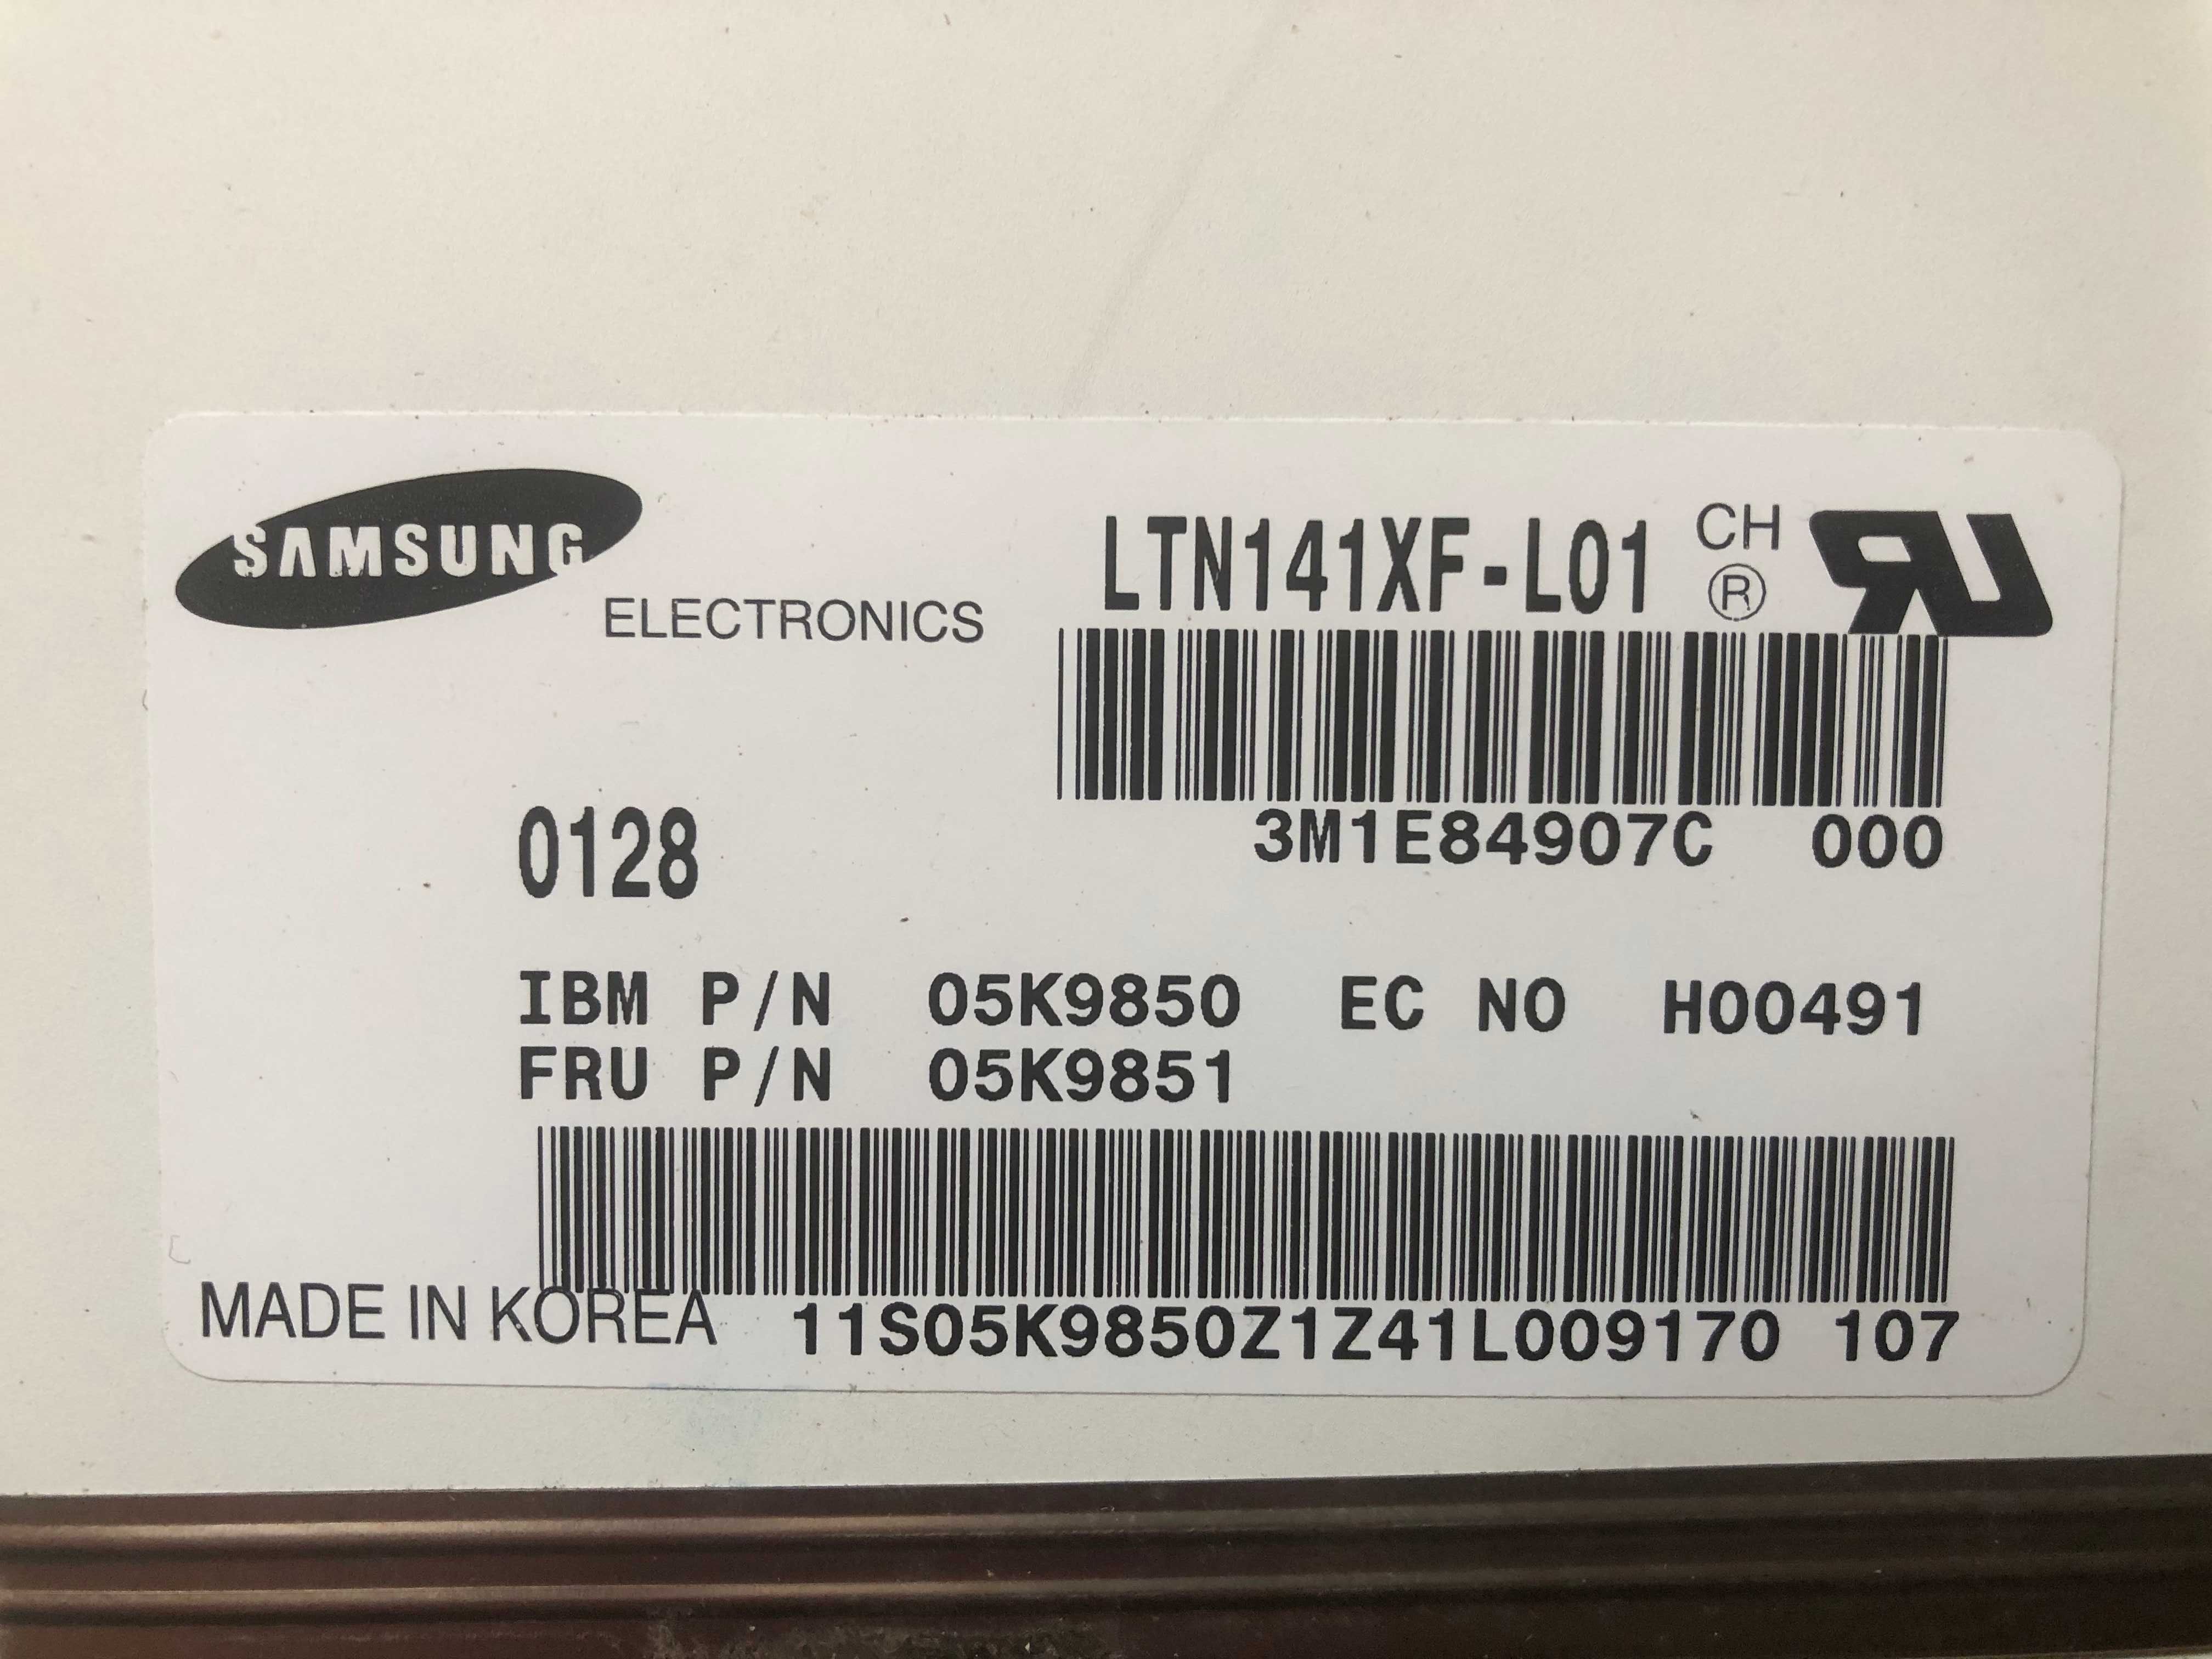 SAMSUNG
ELECTRONICS
LTN141XF-L01 CH
®
3M1E84907C 000
0128
IBM P/N 05K9850 EC NO H00491
FRU P/N 05K9851
MADE IN KOREA 11S05K9850Z1Z41L009170 107